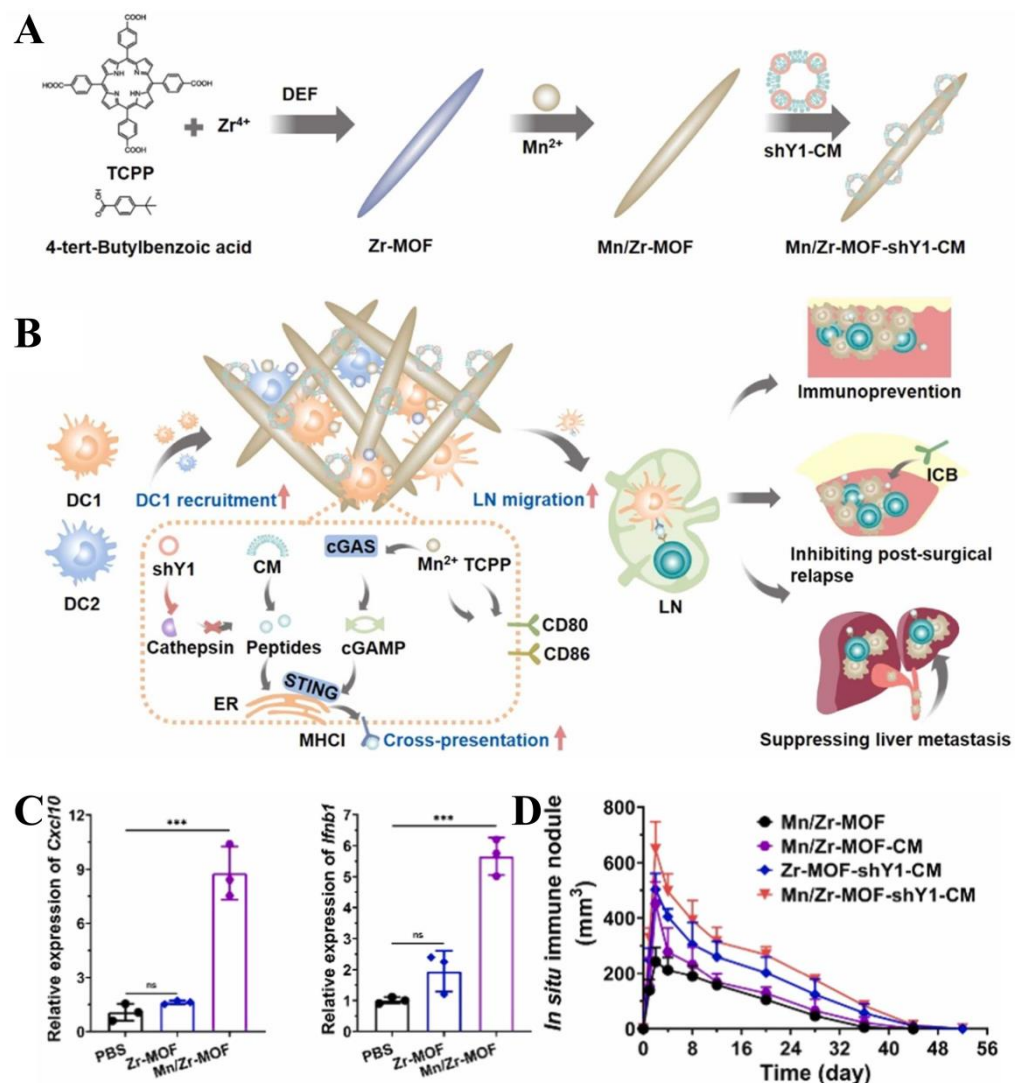 A
COOH
HOOC
COOH
NH
N
N
HN
COOH
TCPP
OH
O
4-tert-Butylbenzoic acid
Zr4+
DEF
Zr-MOF
Mn2+
Mn/Zr-MOF
shY1-CM
Mn/Zr-MOF-shY1-CM
B
DC1
DC2
DC1 recruitment
LN migration
shY1
CM
cGAS
Mn2+ TCPP
Cathepsin
Peptides
cGAMP
CD80
CD86
STING
ER
MHCI
Cross-presentation
LN
Immunoprevention
ICB
Inhibiting post-surgical
relapse
Suppressing liver metastasis
C
Relative expression of Cxcl10
12
9
6
3
0
***
ns
PBS
Zr-MOF
Mn/Zr-MOF
Relative expression of Ifnb1
7
6
5
4
3
2
1
0
***
ns
PBS
Zr-MOF
Mn/Zr-MOF
D
In situ immune nodule
(mm3)
800
600
400
200
0
Mn/Zr-MOF
Mn/Zr-MOF-CM
Zr-MOF-shY1-CM
Mn/Zr-MOF-shY1-CM
0 8 16 24 32 40 48 56
Time (day)